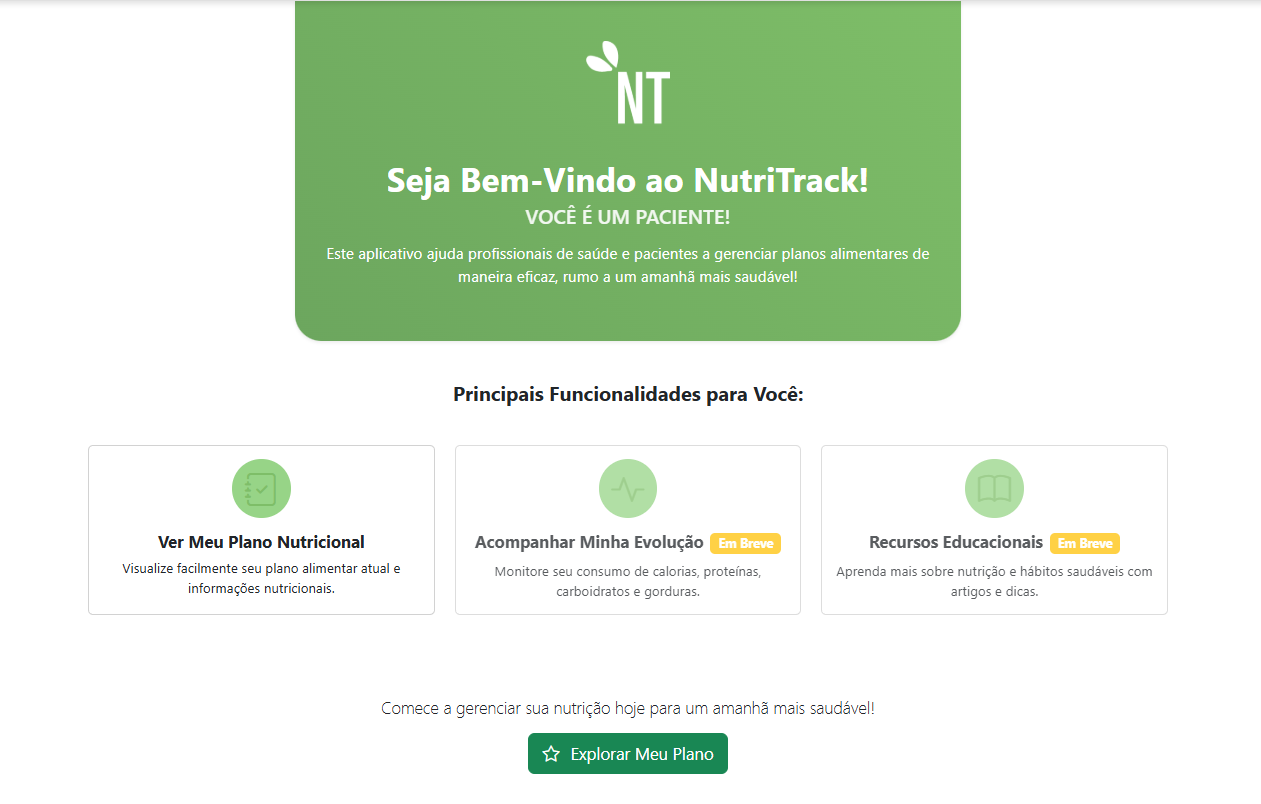 NT
Seja Bem-Vindo ao NutriTrack!
VOCÊ É UM PACIENTE!
Este aplicativo ajuda profissionais de saúde e pacientes a gerenciar planos alimentares de
maneira eficaz, rumo a um amanhã mais saudável!
Principais Funcionalidades para Você:
Ver Meu Plano Nutricional
Visualize facilmente seu plano alimentar atual e
informações nutricionais.
Acompanhar Minha Evolução Em Breve
Monitore seu consumo de calorias, proteínas,
carboidratos e gorduras.
Recursos Educacionais Em Breve
Aprenda mais sobre nutrição e hábitos saudáveis com
artigos e dicas.
Comece a gerenciar sua nutrição hoje para um amanhã mais saudável!
Explorar Meu Plano